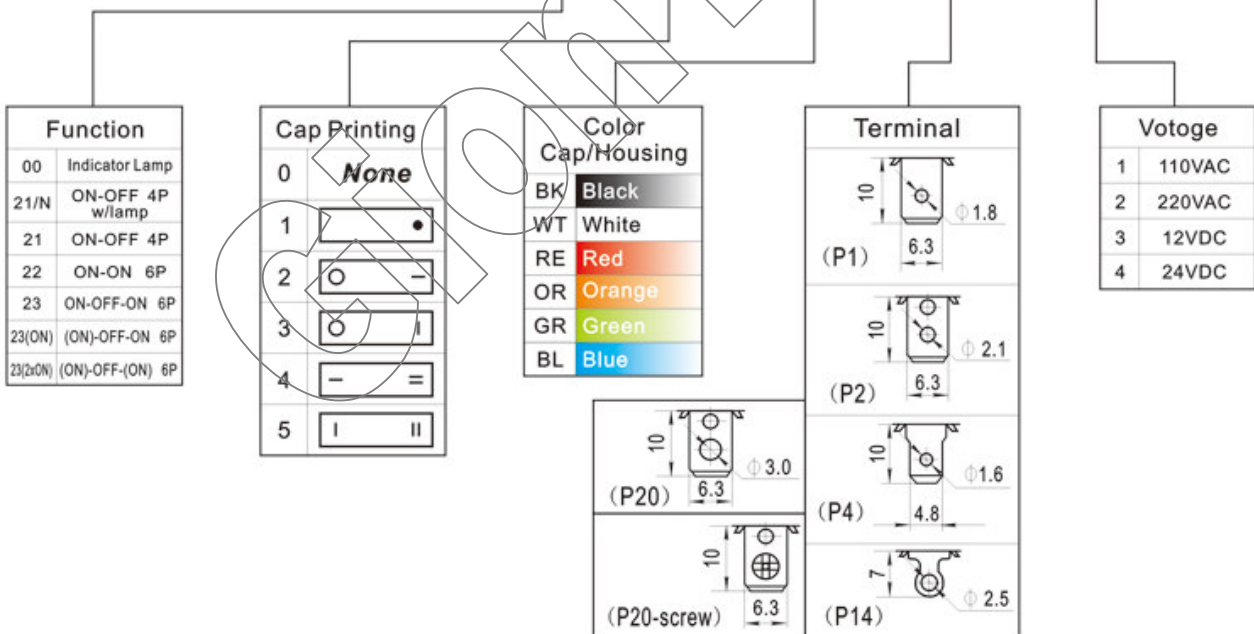 Function
00 Indicator Lamp
21/N ON-OFF 4P
w/lamp
21 ON-OFF 4P
22 ON-ON 6P
23 ON-OFF-ON 6P
23(ON) (ON)-OFF-ON 6P
23(2xON) (ON)-OFF-(ON) 6P
Cap Printing
0 None
1 •
2 O –
3 O I
4 – =
5 I II
Color
Cap/Housing
BK Black
WT White
RE Red
OR Orange
GR Green
BL Blue
Terminal
10
Φ1.8
6.3
(P1)
10
Φ 2.1
6.3
(P2)
10
Φ1.6
4.8
(P4)
7
Φ 2.5
(P14)
10
Φ 3.0
6.3
(P20)
10
6.3
(P20-screw)
Votoge
1 110VAC
2 220VAC
3 12VDC
4 24VDC